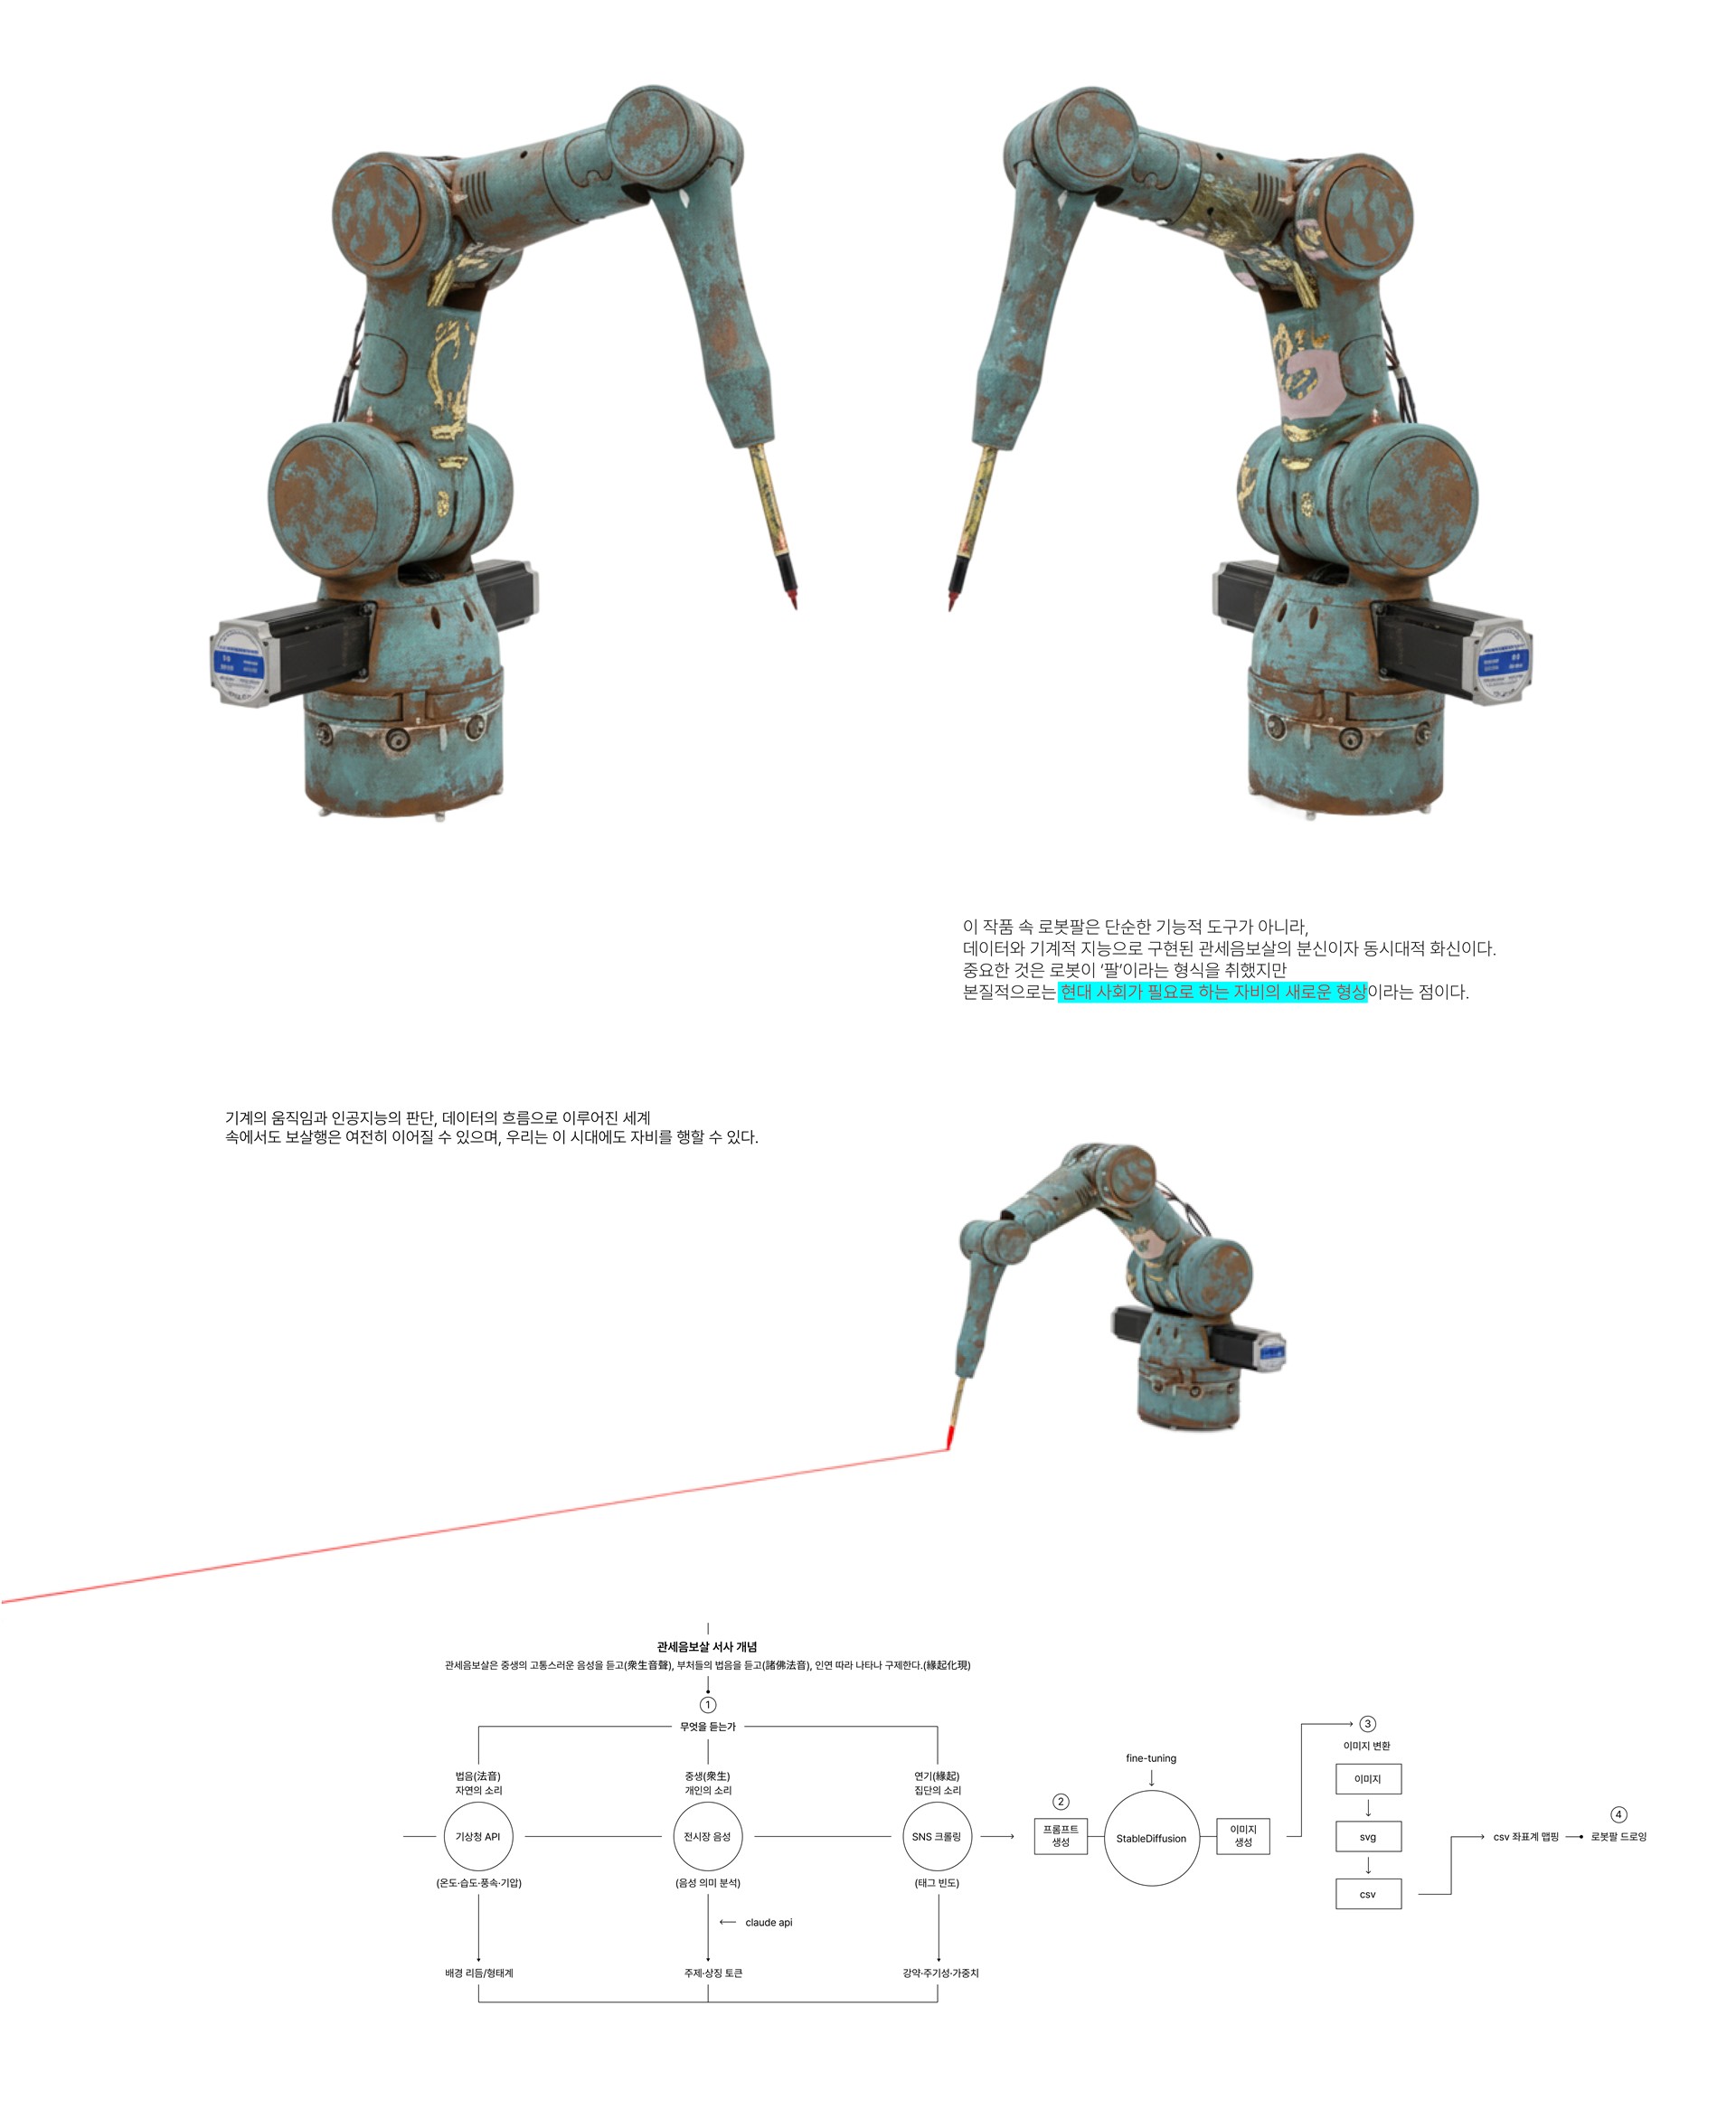 이 작품 속 로봇팔은 단순한 기능적 도구가 아니라,
데이터와 기계적 지능으로 구현된 관세음보살의 분신이자 동시대적 화신이다.
중요한 것은 로봇이 ‘팔’이라는 형식을 취했지만
본질적으로는 현대 사회가 필요로 하는 자비의 새로운 형상이라는 점이다.
기계의 움직임과 인공지능의 판단, 데이터의 흐름으로 이루어진 세계
속에서도 보살행은 여전히 이어질 수 있으며, 우리는 이 시대에도 자비를 행할 수 있다.
관세음보살 서사 개념
관세음보살은 중생의 고통스러운 음성을 듣고(衆生音聲), 부처들의 법음을 듣고(諸佛法音), 인연 따라 나타나 구제한다.(緣起化現)
1
무엇을 듣는가
법음(法音)
자연의 소리
기상청 API
(온도·습도·풍속·기압)
배경 리듬/형태계
중생(衆生)
개인의 소리
전시장 음성
(음성 의미 분석)
claude api
주제·상징 토큰
연기(緣起)
집단의 소리
SNS 크롤링
(태그 빈도)
강약·주기성·가중치
2
프롬프트
생성
fine-tuning
StableDiffusion
이미지
생성
3
이미지 변환
이미지
svg
csv
csv 좌표계 맵핑
4
로봇팔 드로잉